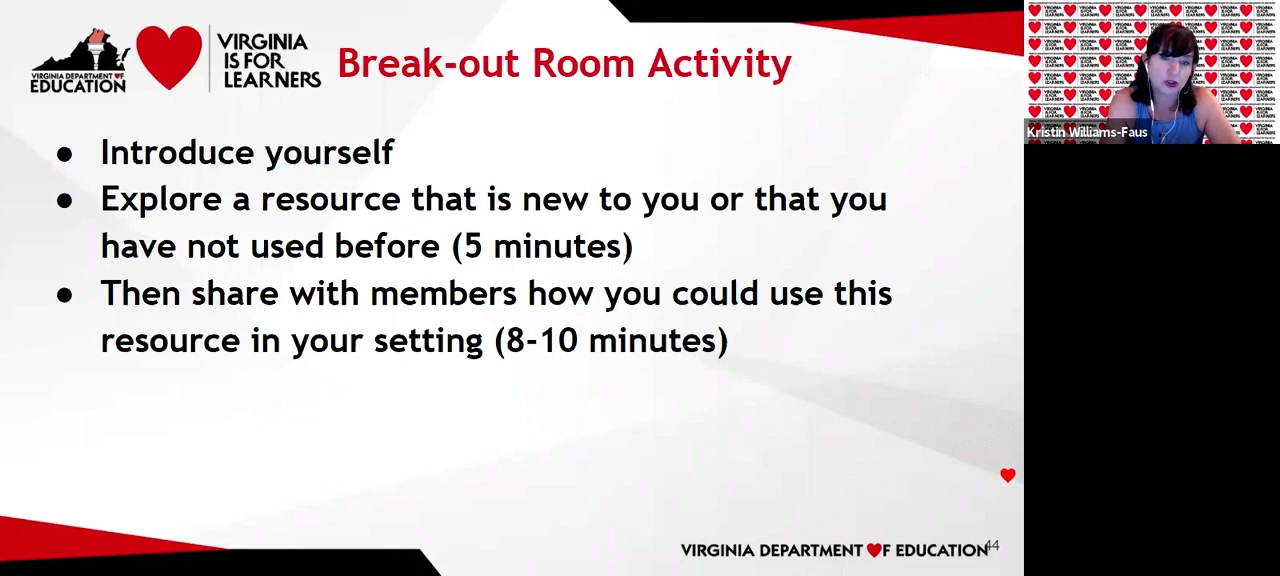 VIRGINIA DEPARTMENT OF
EDUCATION
VIRGINIA
IS FOR
LEARNERS
Break-out Room Activity
● Introduce yourself
● Explore a resource that is new to you or that you
have not used before (5 minutes)
● Then share with members how you could use this
resource in your setting (8-10 minutes)
VIRGINIA DEPARTMENT OF EDUCATION
44
Kristin Williams-Faus